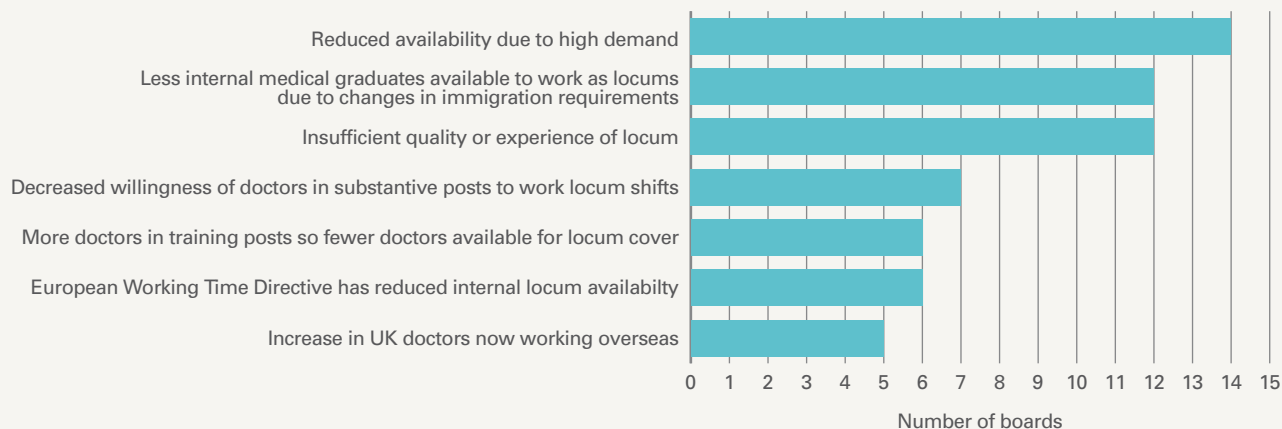 Reduced availability due to high demand
Less internal medical graduates available to work as locums
due to changes in immigration requirements
Insufficient quality or experience of locum
Decreased willingness of doctors in substantive posts to work locum shifts
More doctors in training posts so fewer doctors available for locum cover
European Working Time Directive has reduced internal locum availabilty
Increase in UK doctors now working overseas
0 1 2 3 4 5 6 7 8 9 10 11 12 13 14 15
Number of boards